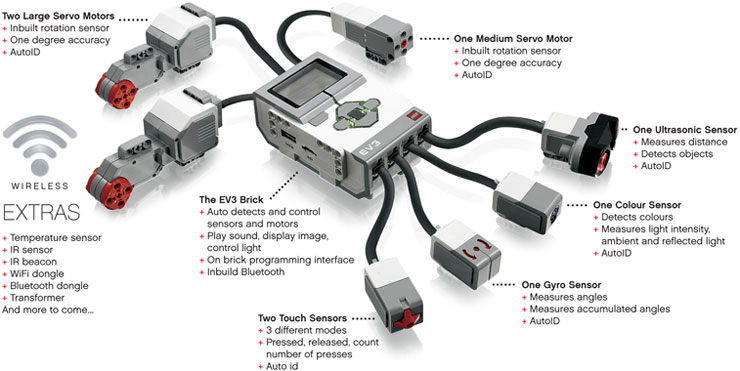 Two Large Servo Motors
+ Inbuilt rotation sensor
+ One degree accuracy
+ AutoID
One Medium Servo Motor
+ Inbuilt rotation sensor
+ One degree accuracy
+ AutoID
One Ultrasonic Sensor
+ Measures distance
+ Detects objects
+ AutoID
WIRELESS
EXTRAS
+ Temperature sensor
+ IR sensor
+ IR beacon
+ WiFi dongle
+ Bluetooth dongle
+ Transformer
And more to come...
EV3
The EV3 Brick
+ Auto detects and control
sensors and motors
+ Play sound, display image,
control light
+ On brick programming interface
+ Inbuild Bluetooth
One Colour Sensor
+ Detects colours
+ Measures light intensity,
ambient and reflected light
+ AutoID
One Gyro Sensor
+ Measures angles
+ Measures accumulated angles
+ AutoID
Two Touch Sensors
+ 3 different modes
+ Pressed, released, count
number of presses
+ Auto id